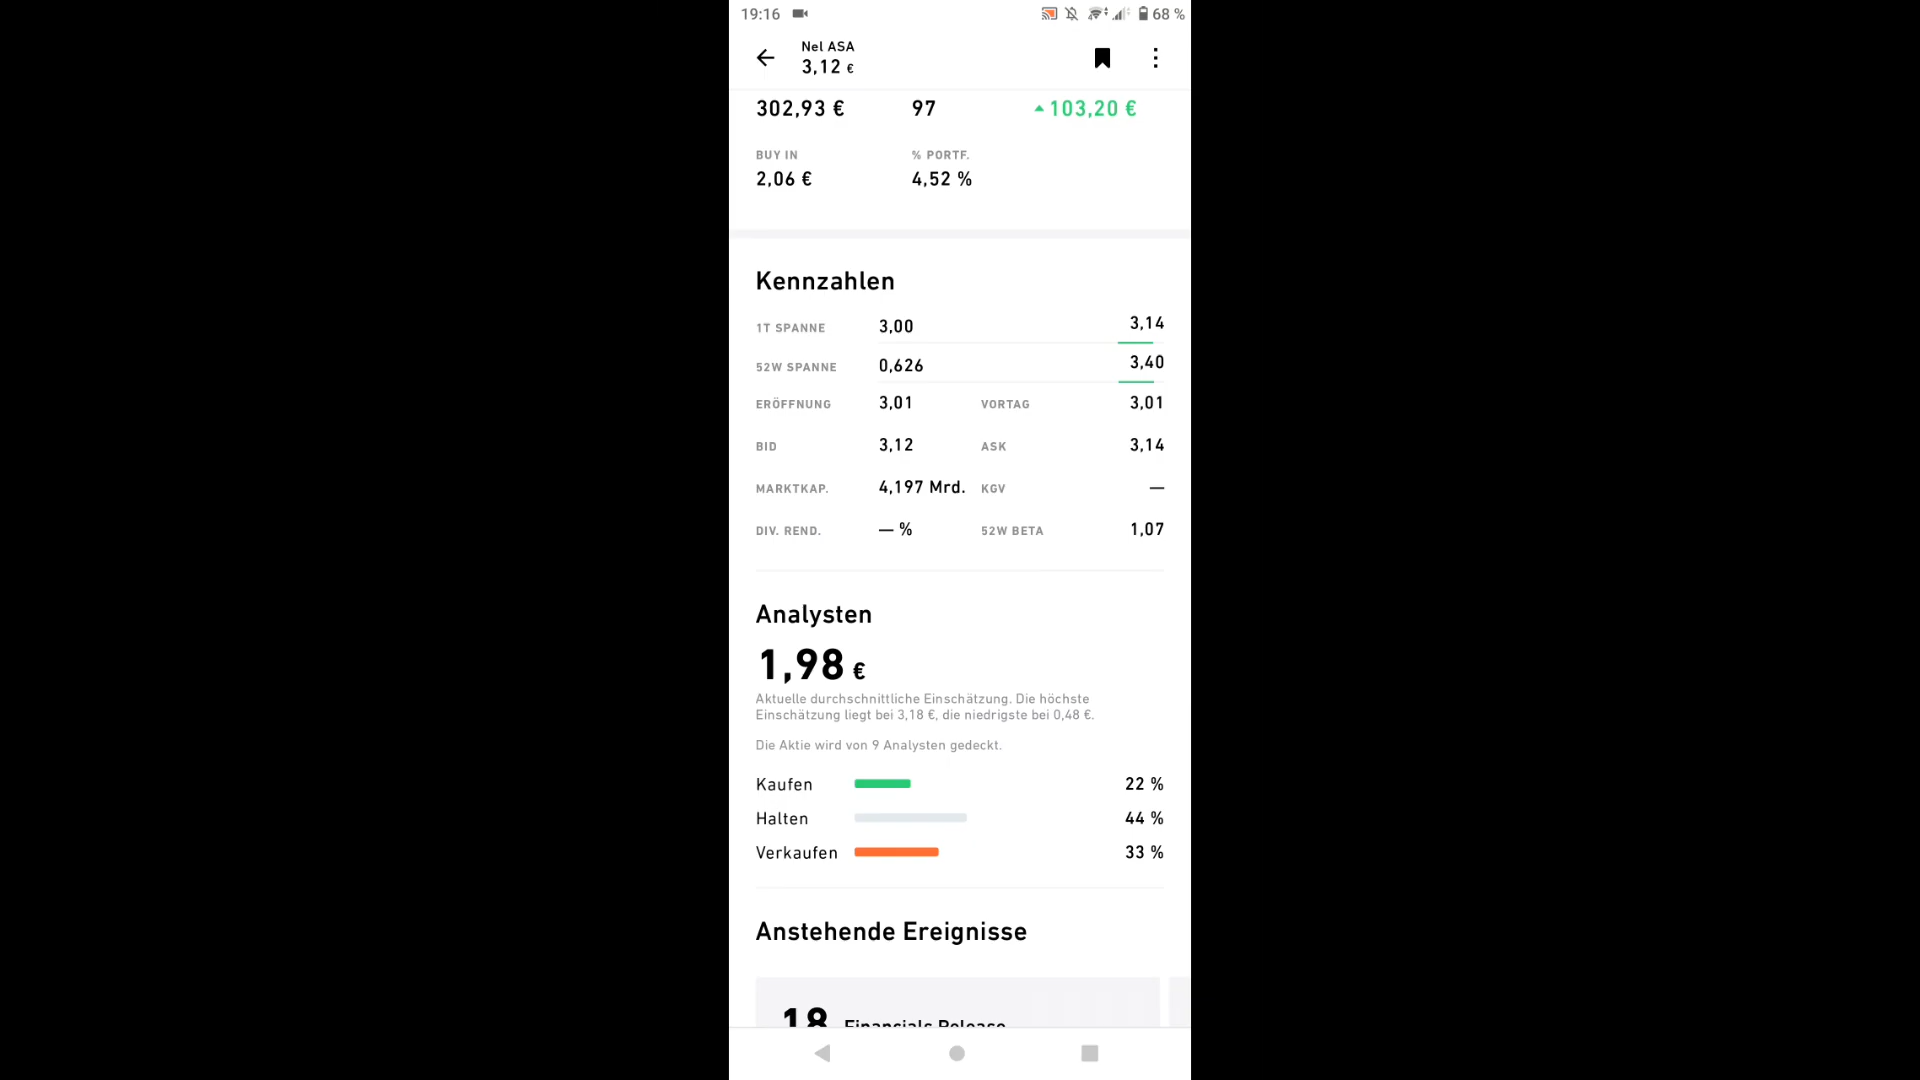 19:16 68 %
Nel ASA
3,12 €
302,93 € 97 103,20 €
BUY IN % PORTF.
2,06 € 4,52 %
Kennzahlen
1T SPANNE 3,00 3,14
52W SPANNE 0,626 3,40
ERÖFFNUNG 3,01 VORTAG 3,01
BID 3,12 ASK 3,14
MARKTKAP. 4,197 Mrd. KGV —
DIV. REND. — % 52W BETA 1,07
Analysten
1,98 €
Aktuelle durchschnittliche Einschätzung. Die höchste
Einschätzung liegt bei 3,18 €, die niedrigste bei 0,48 €.
Die Aktie wird von 9 Analysten gedeckt.
Kaufen 22 %
Halten 44 %
Verkaufen 33 %
Anstehende Ereignisse
18 Financials Release